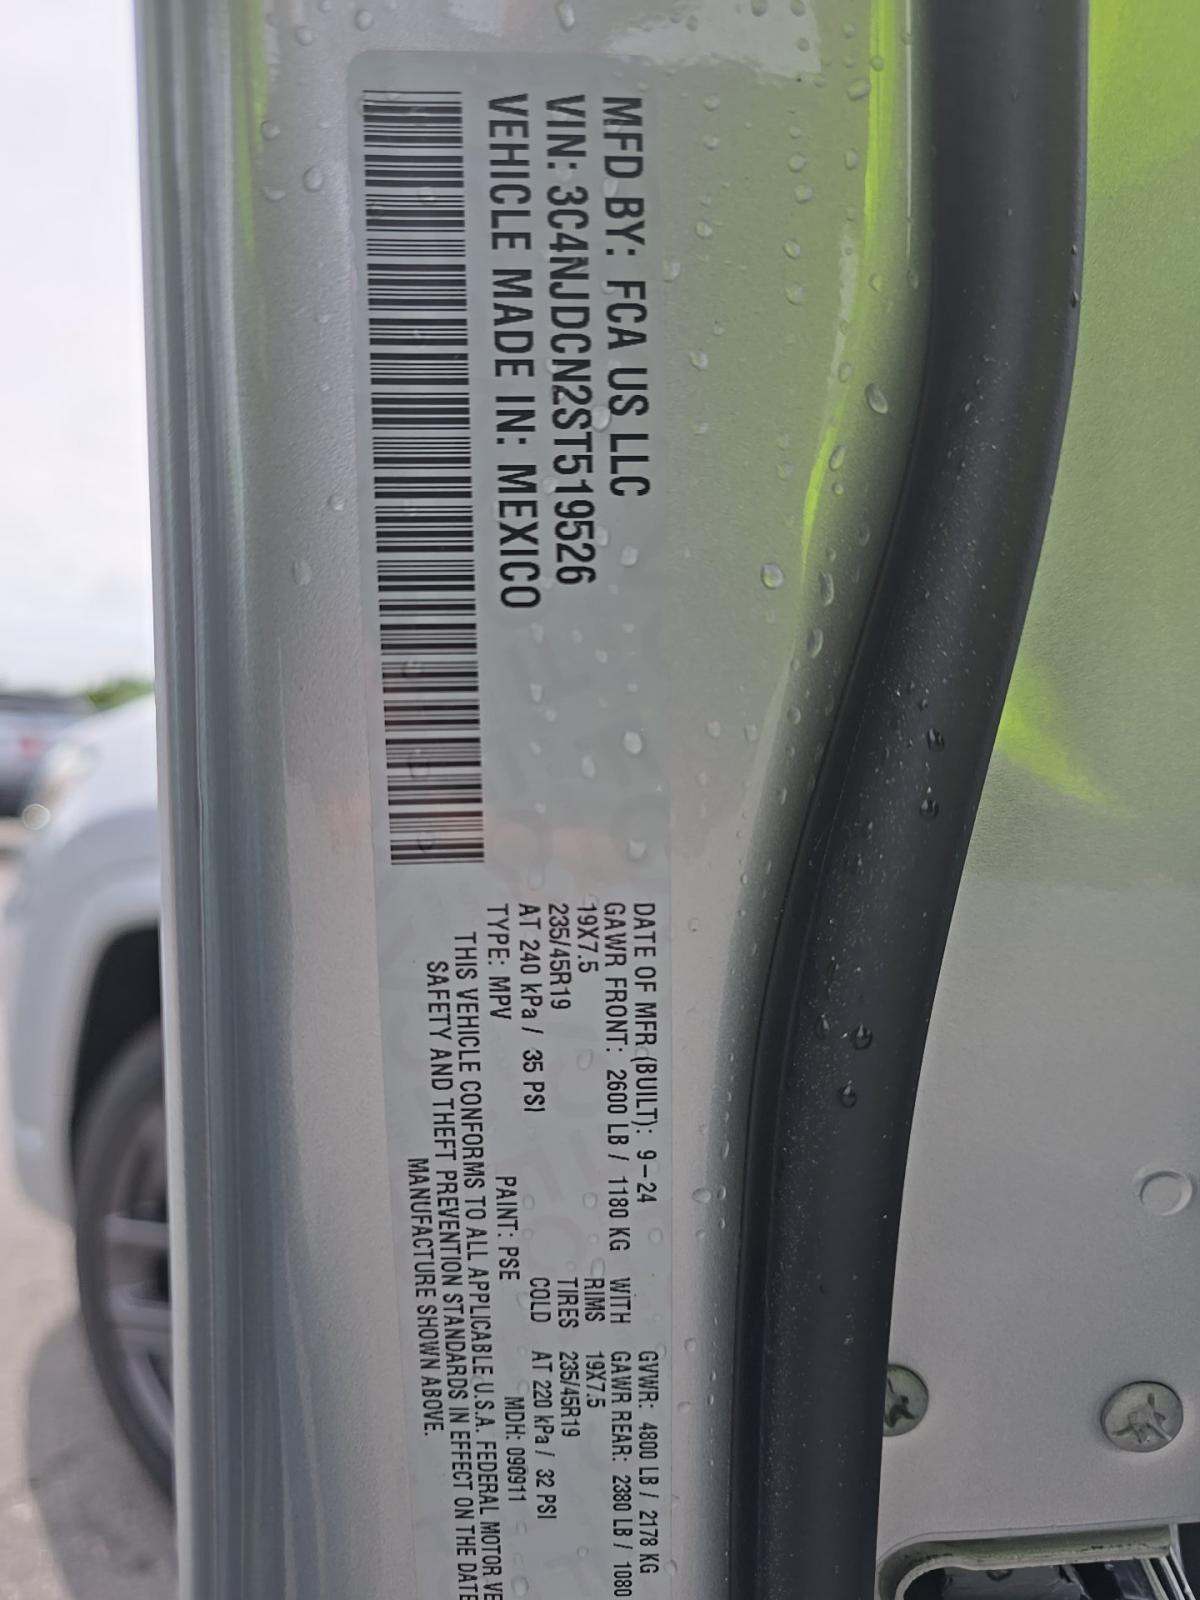 MFD BY: FCA US LLC
VIN: 3C4NJDCN2ST519526
VEHICLE MADE IN: MEXICO
DATE OF MFR (BUILT): 9-24 GVWR: 4800 LB / 2178 KG
GAWR FRONT: 2600 LB / 1180 KG WITH GAWR REAR: 2380 LB / 1080
19X7.5 RIMS 19X7.5
235/45R19 TIRES 235/45R19
AT 240 kPa / 35 PSI COLD AT 220 kPa / 32 PSI
TYPE: MPV PAINT: PSE MDH: 090911
THIS VEHICLE CONFORMS TO ALL APPLICABLE U.S.A. FEDERAL MOTOR VE
SAFETY AND THEFT PREVENTION STANDARDS IN EFFECT ON THE DATE
MANUFACTURE SHOWN ABOVE.